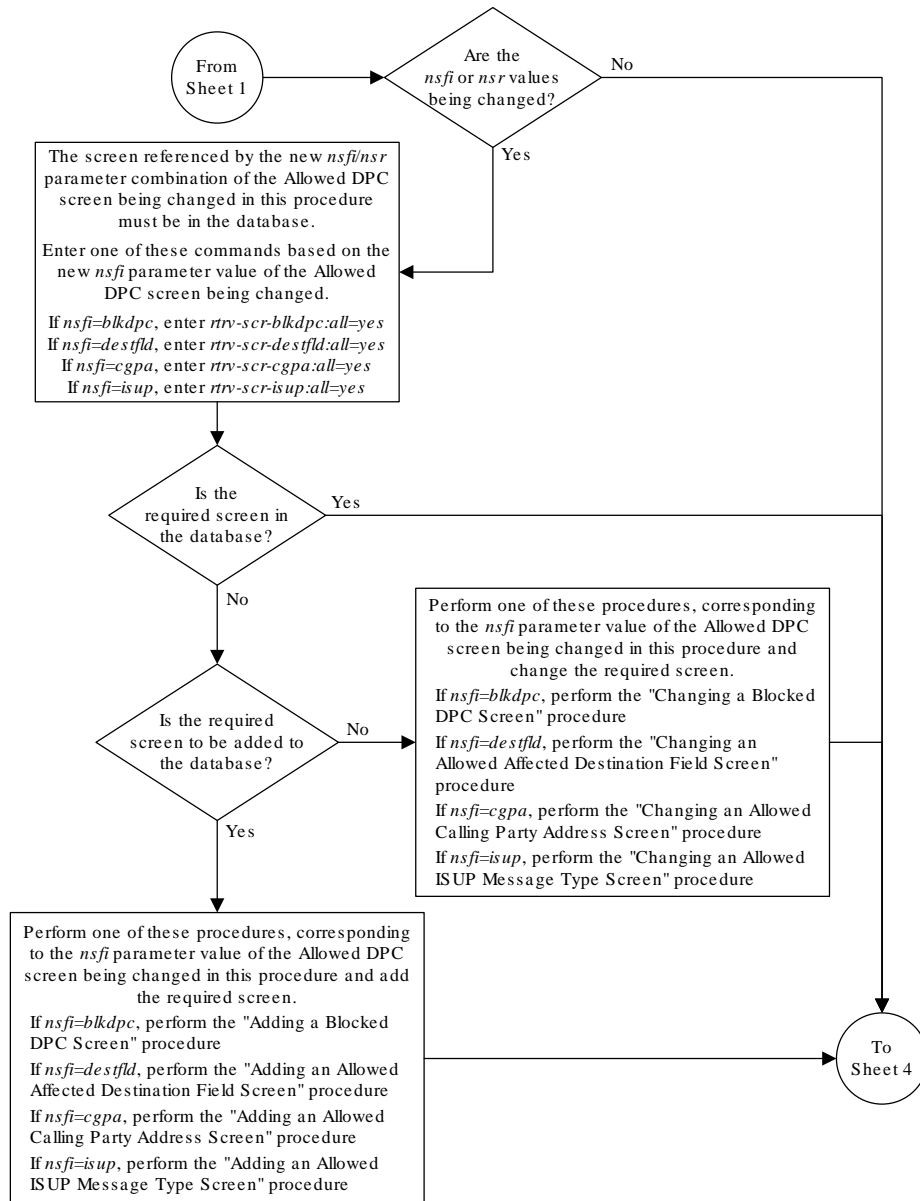 From
Sheet 1
Are the
nsfi or nsr values
being changed?
No
Yes
The screen referenced by the new nsfi/nsr
parameter combination of the Allowed DPC
screen being changed in this procedure
must be in the database.
Enter one of these commands based on the
new nsfi parameter value of the Allowed
DPC screen being changed.
If nsfi=blkdpc, enter rtrv-scr-blkdpc:all=yes
If nsfi=destfld, enter rtrv-scr-destfld:all=yes
If nsfi=cgpa, enter rtrv-scr-cgpa:all=yes
If nsfi=isup, enter rtrv-scr-isup:all=yes
Is the
required screen in
the database?
Yes
No
Is the required
screen to be added to
the database?
No
Yes
Perform one of these procedures, corresponding
to the nsfi parameter value of the Allowed DPC
screen being changed in this procedure and
change the required screen.
If nsfi=blkdpc, perform the "Changing a Blocked
DPC Screen" procedure
If nsfi=destfld, perform the "Changing an
Allowed Affected Destination Field Screen"
procedure
If nsfi=cgpa, perform the "Changing an Allowed
Calling Party Address Screen" procedure
If nsfi=isup, perform the "Changing an Allowed
ISUP Message Type Screen" procedure
Perform one of these procedures, corresponding
to the nsfi parameter value of the Allowed DPC
screen being changed in this procedure and add
the required screen.
If nsfi=blkdpc, perform the "Adding a Blocked
DPC Screen" procedure
If nsfi=destfld, perform the "Adding an Allowed
Affected Destination Field Screen" procedure
If nsfi=cgpa, perform the "Adding an Allowed
Calling Party Address Screen" procedure
If nsfi=isup, perform the "Adding an Allowed
ISUP Message Type Screen" procedure
To
Sheet 4